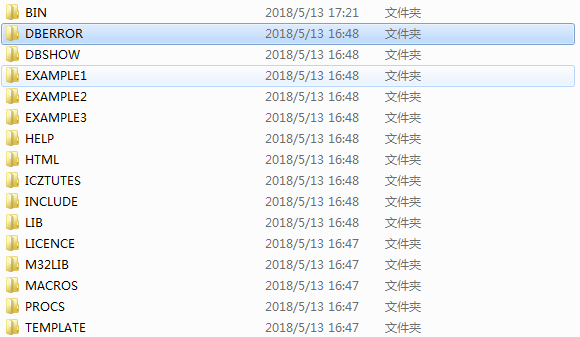 BIN 2018/5/13 17:21 文件夹
DBERROR 2018/5/13 16:48 文件夹
DBSHOW 2018/5/13 16:48 文件夹
EXAMPLE1 2018/5/13 16:48 文件夹
EXAMPLE2 2018/5/13 16:48 文件夹
EXAMPLE3 2018/5/13 16:48 文件夹
HELP 2018/5/13 16:48 文件夹
HTML 2018/5/13 16:48 文件夹
ICZTUTES 2018/5/13 16:48 文件夹
INCLUDE 2018/5/13 16:48 文件夹
LIB 2018/5/13 16:48 文件夹
LICENCE 2018/5/13 16:47 文件夹
M32LIB 2018/5/13 16:47 文件夹
MACROS 2018/5/13 16:47 文件夹
PROCS 2018/5/13 16:47 文件夹
TEMPLATE 2018/5/13 16:47 文件夹